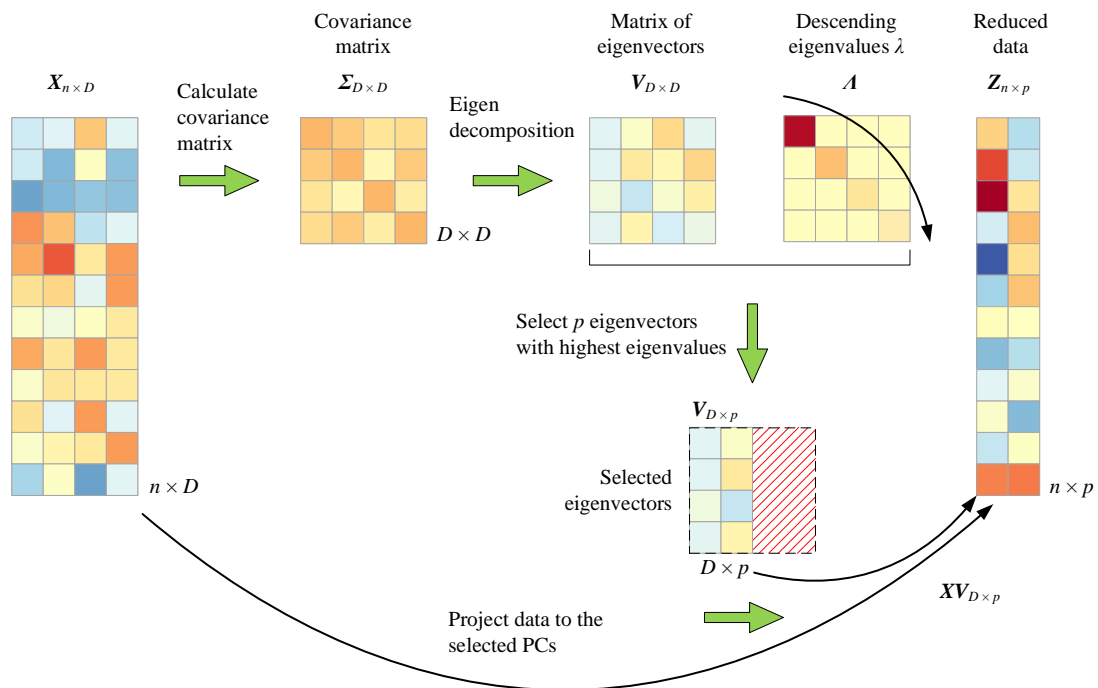 Covariance
matrix
Matrix of
eigenvectors
Descending
eigenvalues λ
Reduced
data
X n × D
Σ D × D
V D × D
Λ
Z n × p
Calculate
covariance
matrix
Eigen
decomposition
D × D
Select p eigenvectors
with highest eigenvalues
V D × p
Selected
eigenvectors
n × D
n × p
D × p
XV D × p
Project data to the
selected PCs